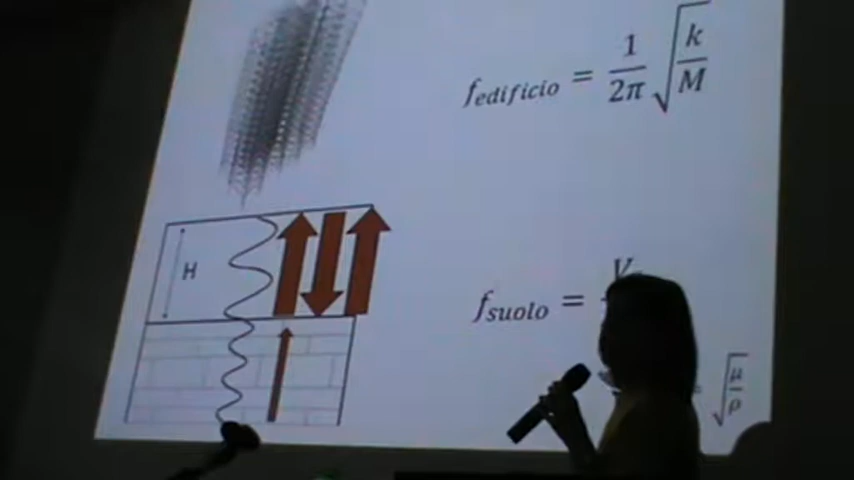 f_edificio = 1/2π √k/M
H
f_suolo = V
√μ/ρ